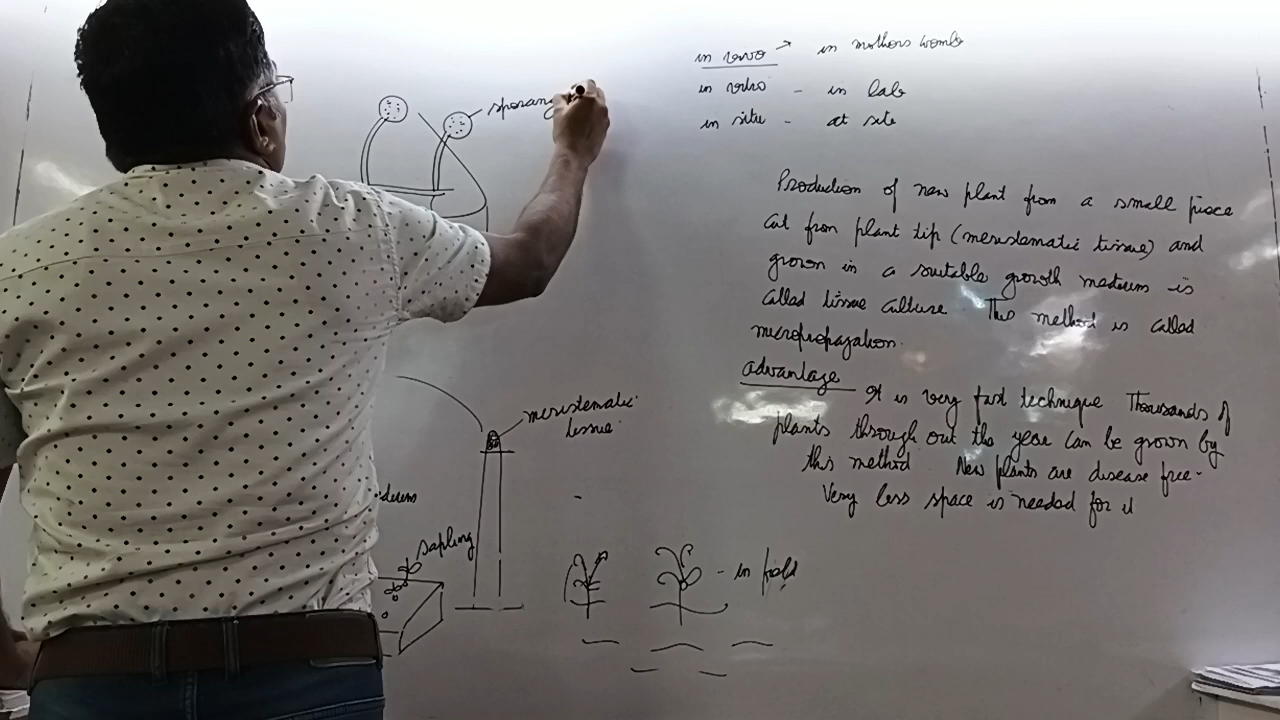 in vivo → in mothers womb
in vitro - in lab
in situ - at site
sporang
Production of new plant from a small piece
cut from plant tip (meristematic tissue) and
grown in a suitable growth medium is
called tissue culture This method is called
micropropagation.
advantage It is very fast technique Thousands of
plants through out the year can be grown by
this method New plants are disease free.
Very less space is needed for it
meristematic
tissue
sapling
- in field